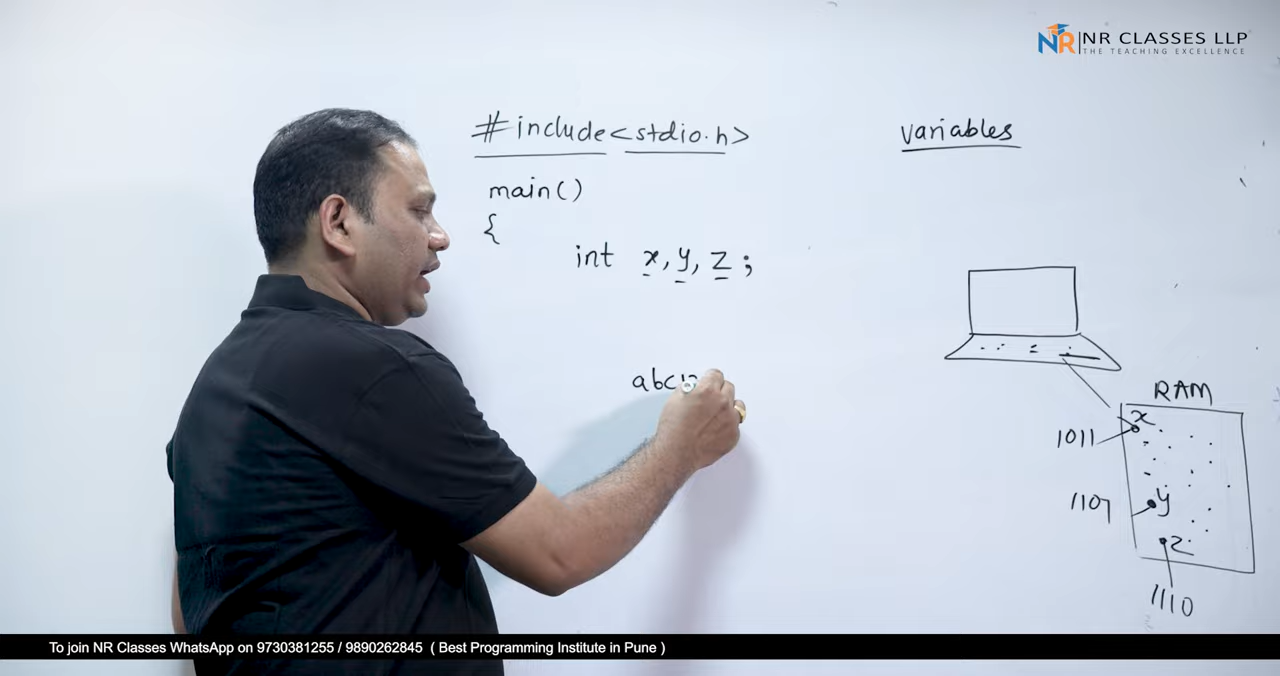 NR NR CLASSES LLP
THE TEACHING EXCELLENCE
#include<stdio.h>
main()
{
int x, y, z ;
variables
RAM
x
1011
y
z
1110
To join NR Classes WhatsApp on 9730381255 / 9890262845 ( Best Programming Institute in Pune )